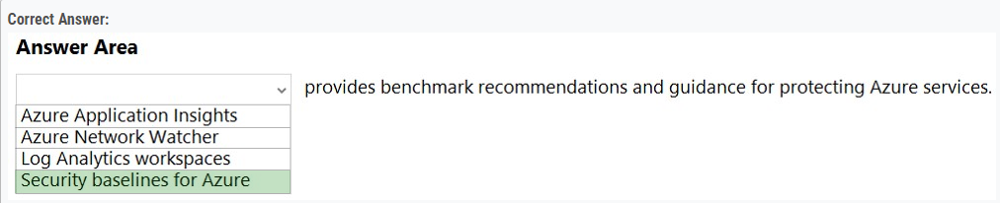 Correct Answer:
Answer Area
provides benchmark recommendations and guidance for protecting Azure services.
Azure Application Insights
Azure Network Watcher
Log Analytics workspaces
Security baselines for Azure